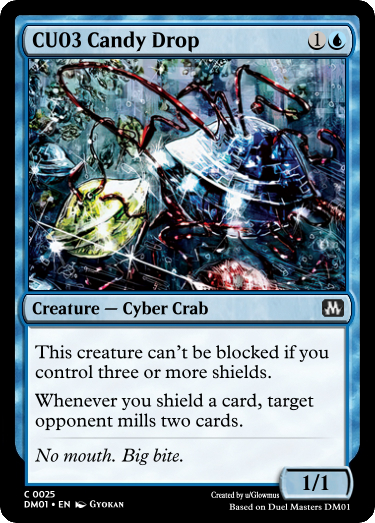 CU03 Candy Drop
1
Creature — Cyber Crab
This creature can't be blocked if you
control three or more shields.
Whenever you shield a card, target
opponent mills two cards.
No mouth. Big bite.
1/1
C 0025
DM01 • EN GYOKAN
Created by u/Glowmus
Based on Duel Masters DM01